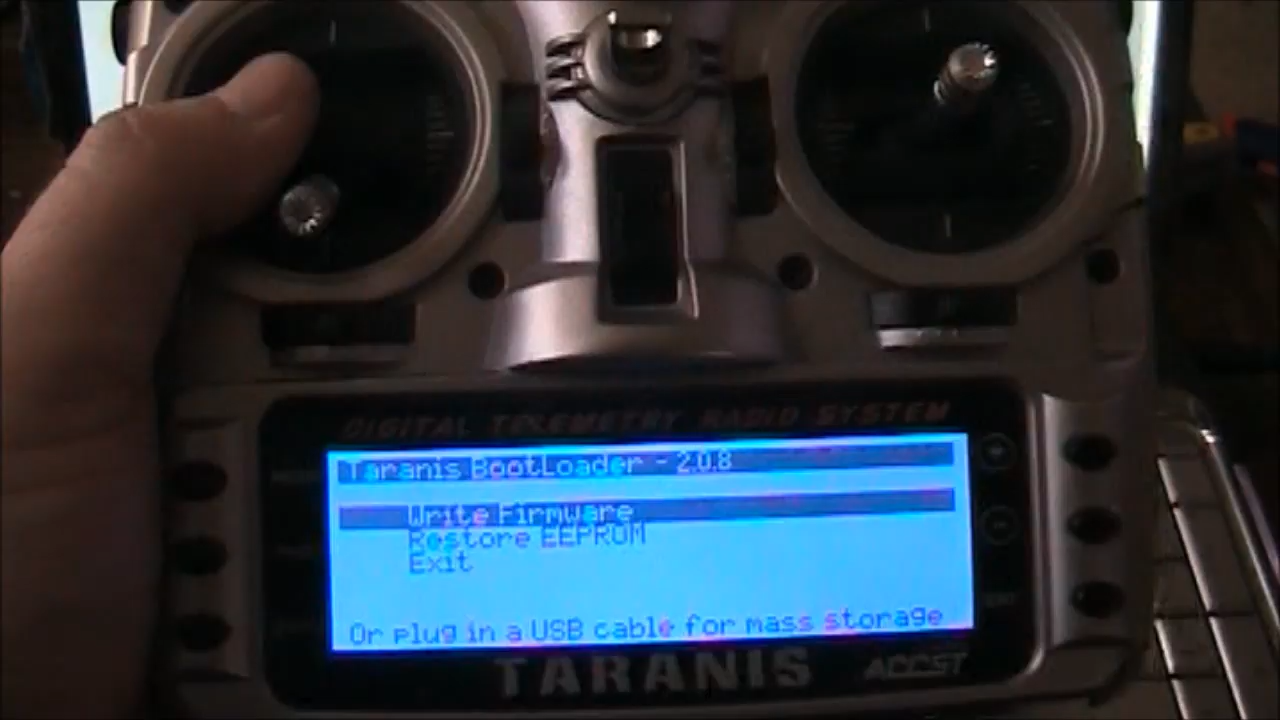 DIGITAL TELEMETRY RADIO SYSTEM
Taranis BootLoader - 2.0.8
Write Firmware
Restore EEPROM
Exit
Or plug in a USB cable for mass storage
TARANIS ACCST